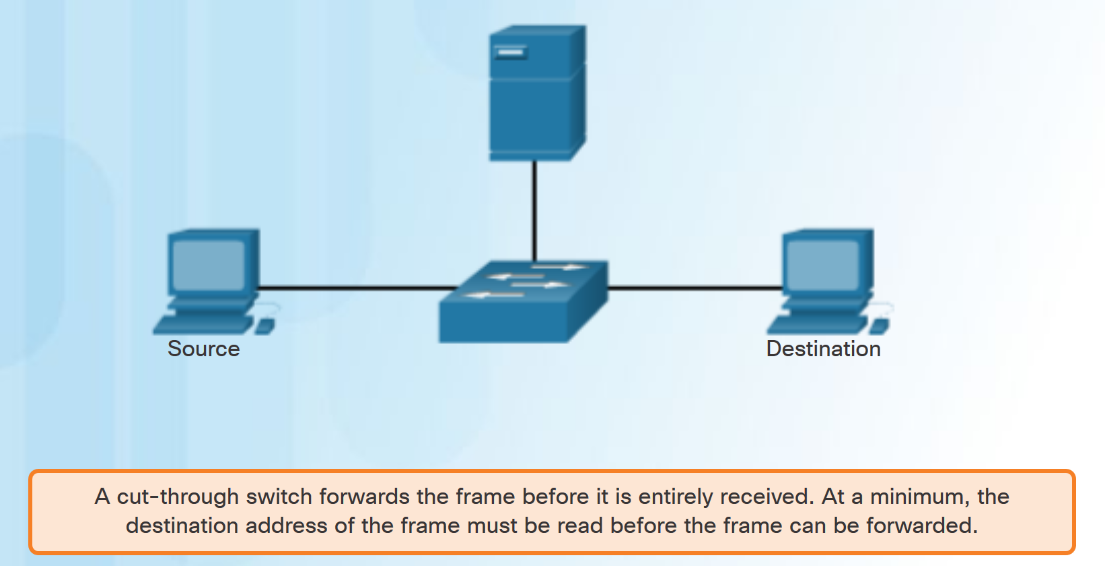 Source
Destination
A cut-through switch forwards the frame before it is entirely received. At a minimum, the
destination address of the frame must be read before the frame can be forwarded.